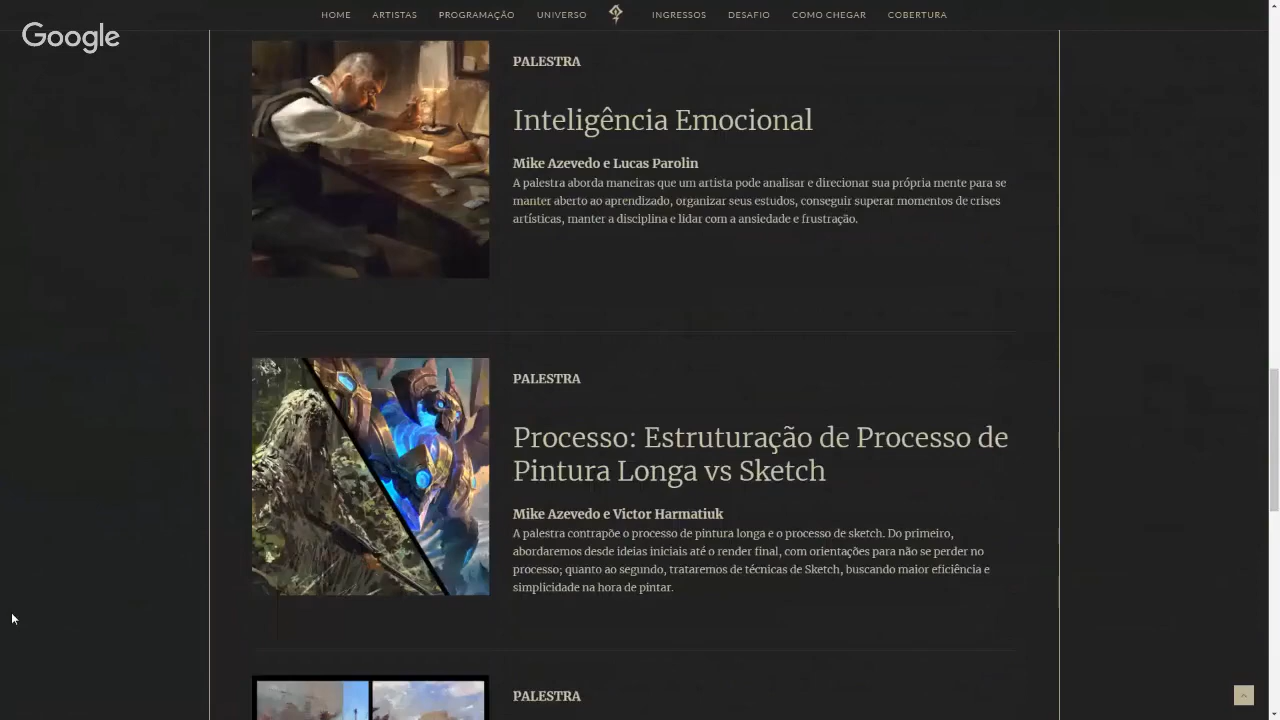 HOME ARTISTAS PROGRAMAÇÃO UNIVERSO INGRESSOS DESAFIO COMO CHEGAR COBERTURA
Google
PALESTRA
Inteligência Emocional
Mike Azevedo e Lucas Parolin
A palestra aborda maneiras que um artista pode analisar e direcionar sua própria mente para se
manter aberto ao aprendizado, organizar seus estudos, conseguir superar momentos de crises
artísticas, manter a disciplina e lidar com a ansiedade e frustração.
PALESTRA
Processo: Estruturação de Processo de
Pintura Longa vs Sketch
Mike Azevedo e Victor Harmatiuk
A palestra contrapõe o processo de pintura longa e o processo de sketch. Do primeiro,
abordaremos desde ideias iniciais até o render final, com orientações para não se perder no
processo; quanto ao segundo, trataremos de técnicas de Sketch, buscando maior eficiência e
simplicidade na hora de pintar.
PALESTRA